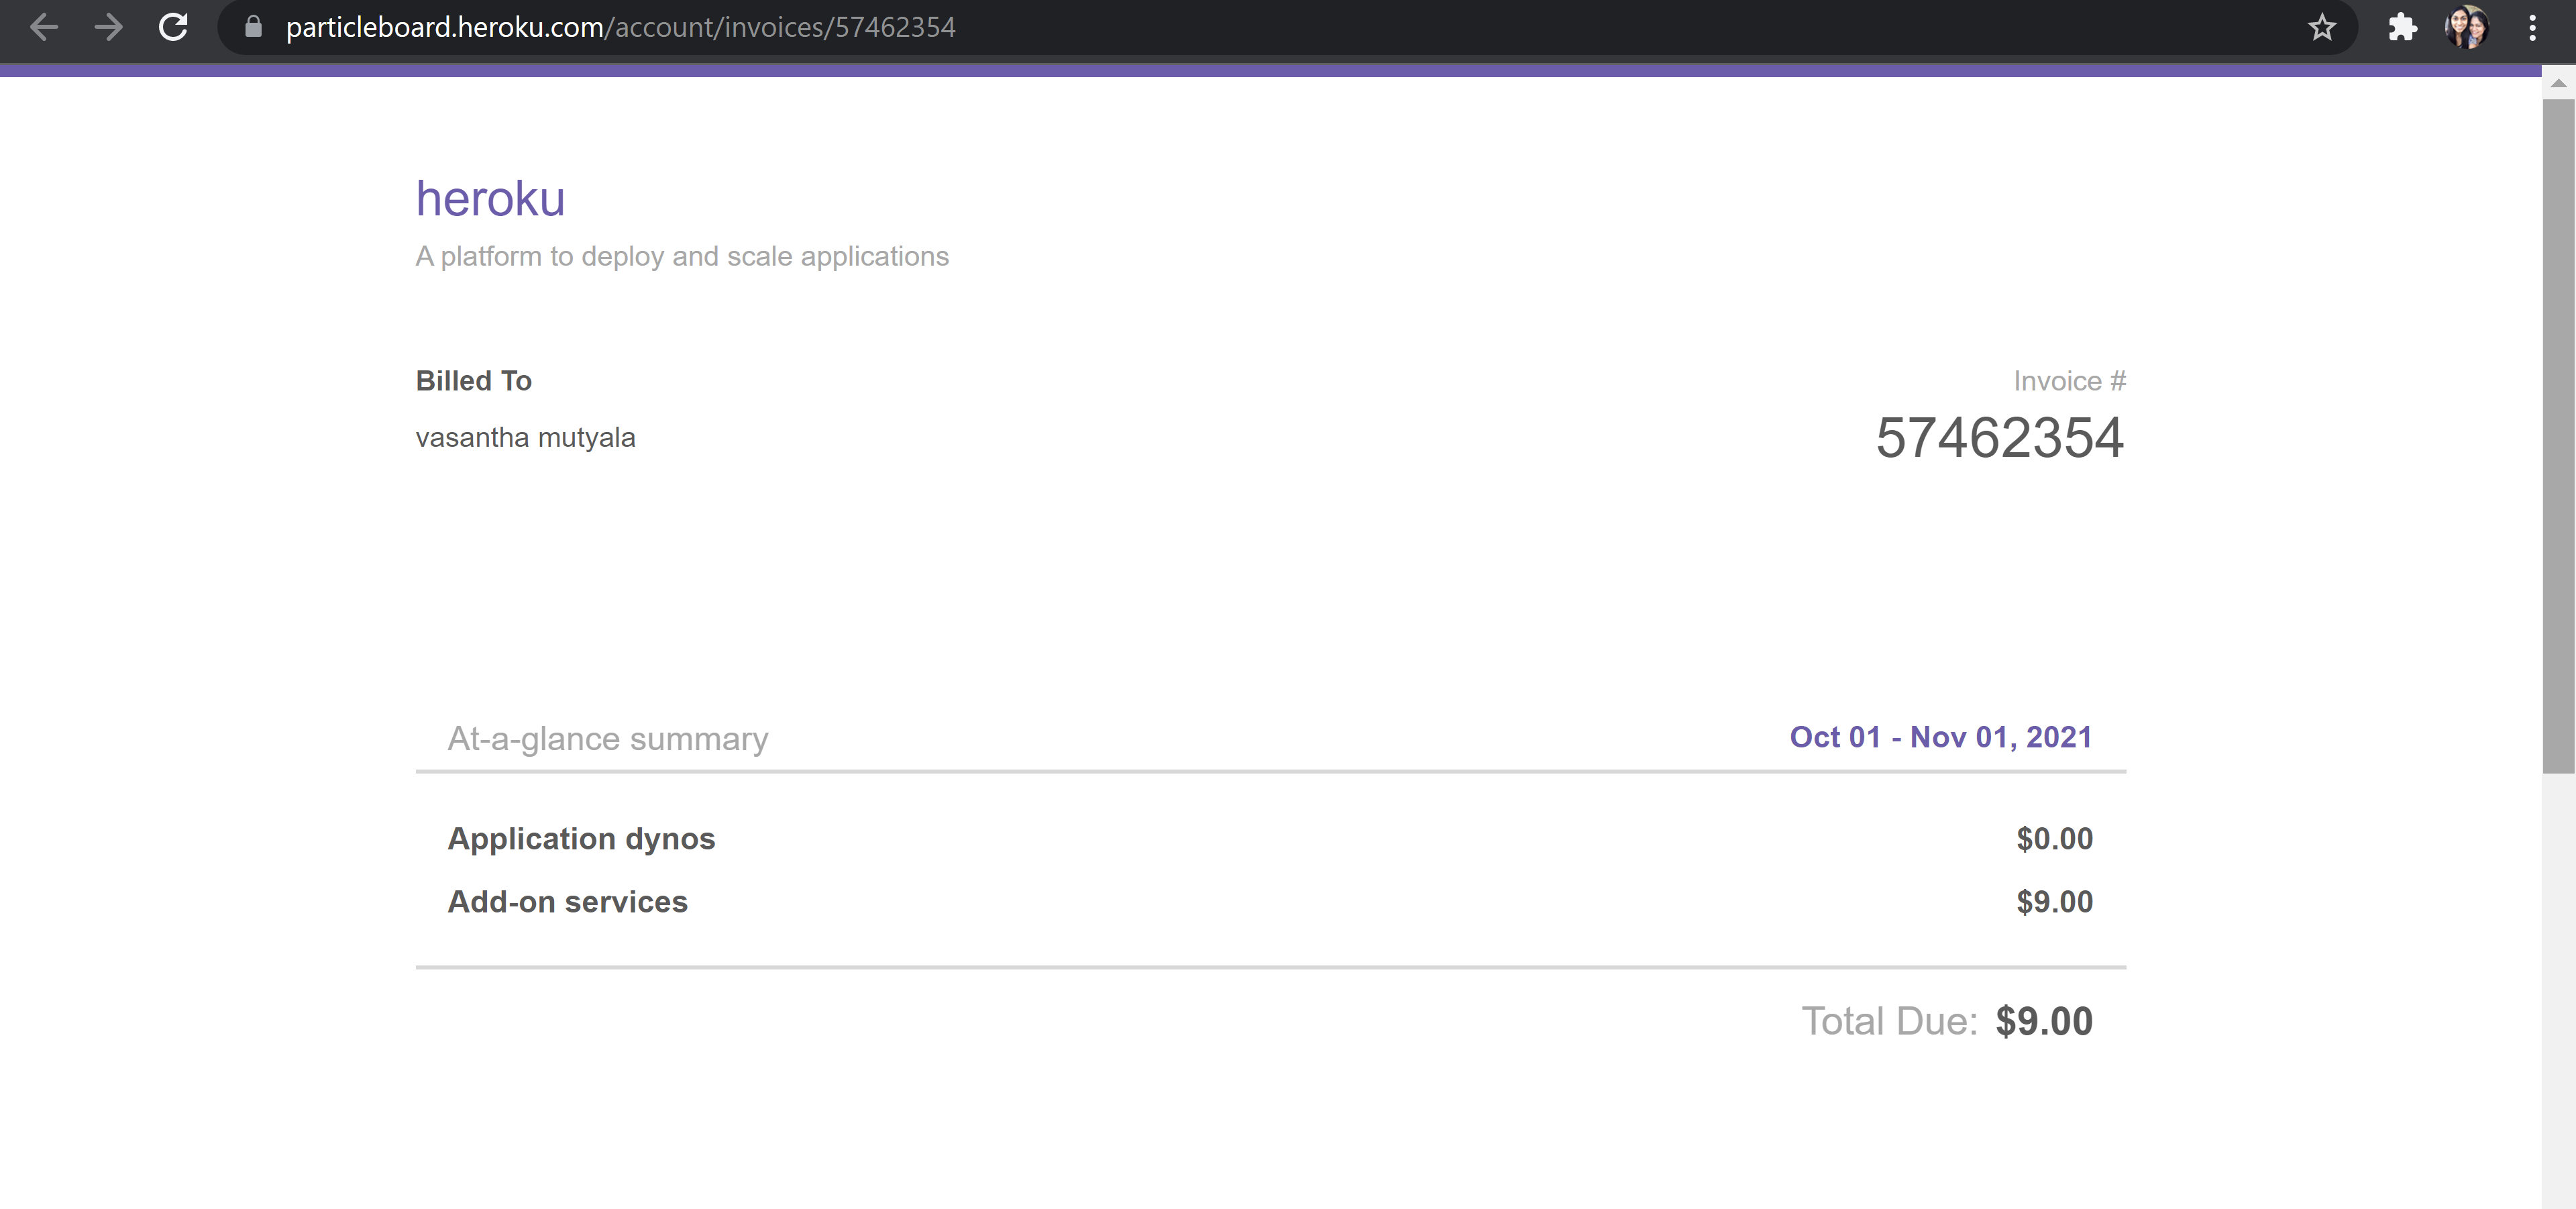 particleboard.heroku.com/account/invoices/57462354
heroku
A platform to deploy and scale applications
Billed To
Invoice #
vasantha mutyala
57462354
At-a-glance summary
Oct 01 - Nov 01, 2021
Application dynos
$0.00
Add-on services
$9.00
Total Due: $9.00